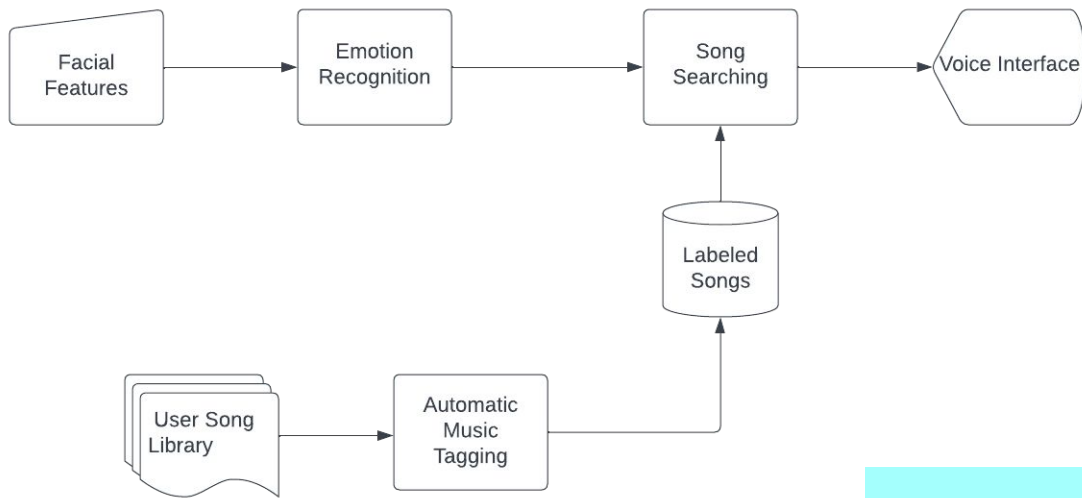 Facial
Features
Emotion
Recognition
Song
Searching
Voice Interface
Labeled
Songs
User Song
Library
Automatic
Music
Tagging